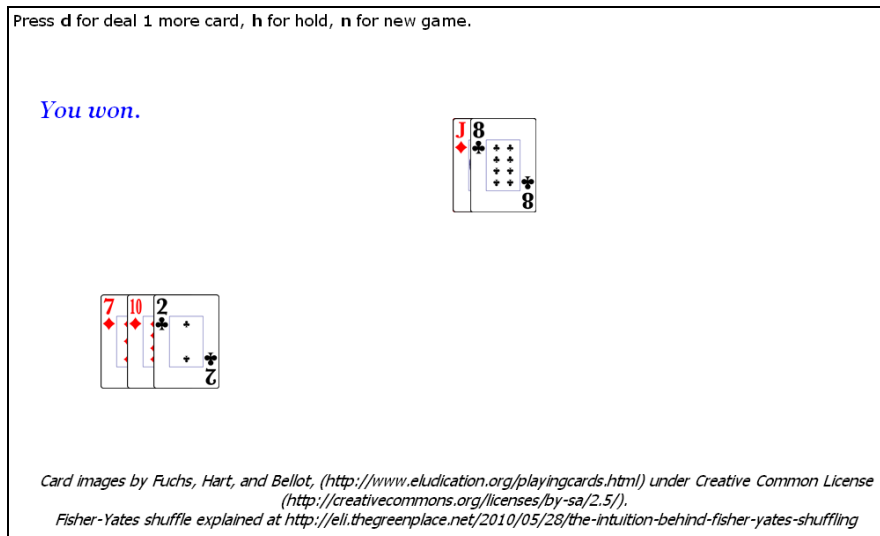 Press d for deal 1 more card, h for hold, n for new game.
You won.
J 8
8
7 10 2
2
Card images by Fuchs, Hart, and Bellot, (http://www.eludication.org/playingcards.html) under Creative Common License
(http://creativecommons.org/licenses/by-sa/2.5/).
Fisher-Yates shuffle explained at http://eli.thegreenplace.net/2010/05/28/the-intuition-behind-fisher-yates-shuffling